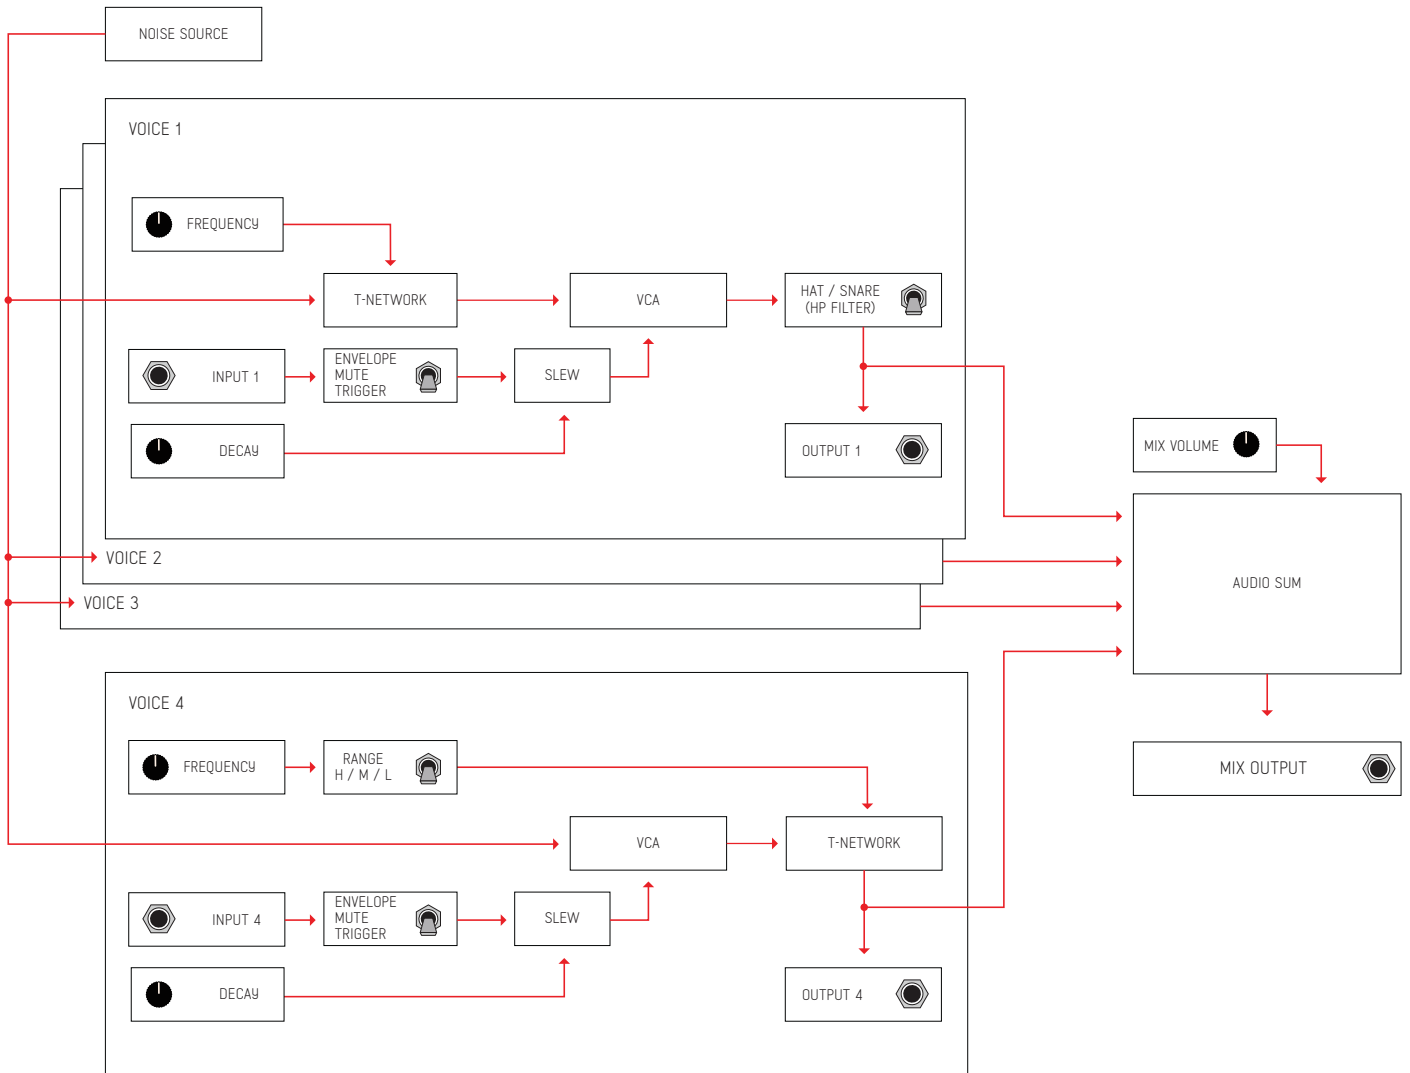 NOISE SOURCE
VOICE 1
FREQUENCY
T-NETWORK
VCA
HAT / SNARE
(HP FILTER)
INPUT 1
ENVELOPE
MUTE
TRIGGER
SLEW
DECAY
OUTPUT 1
MIX VOLUME
AUDIO SUM
VOICE 2
VOICE 3
MIX OUTPUT
VOICE 4
FREQUENCY
RANGE
H / M / L
VCA
T-NETWORK
INPUT 4
ENVELOPE
MUTE
TRIGGER
SLEW
DECAY
OUTPUT 4